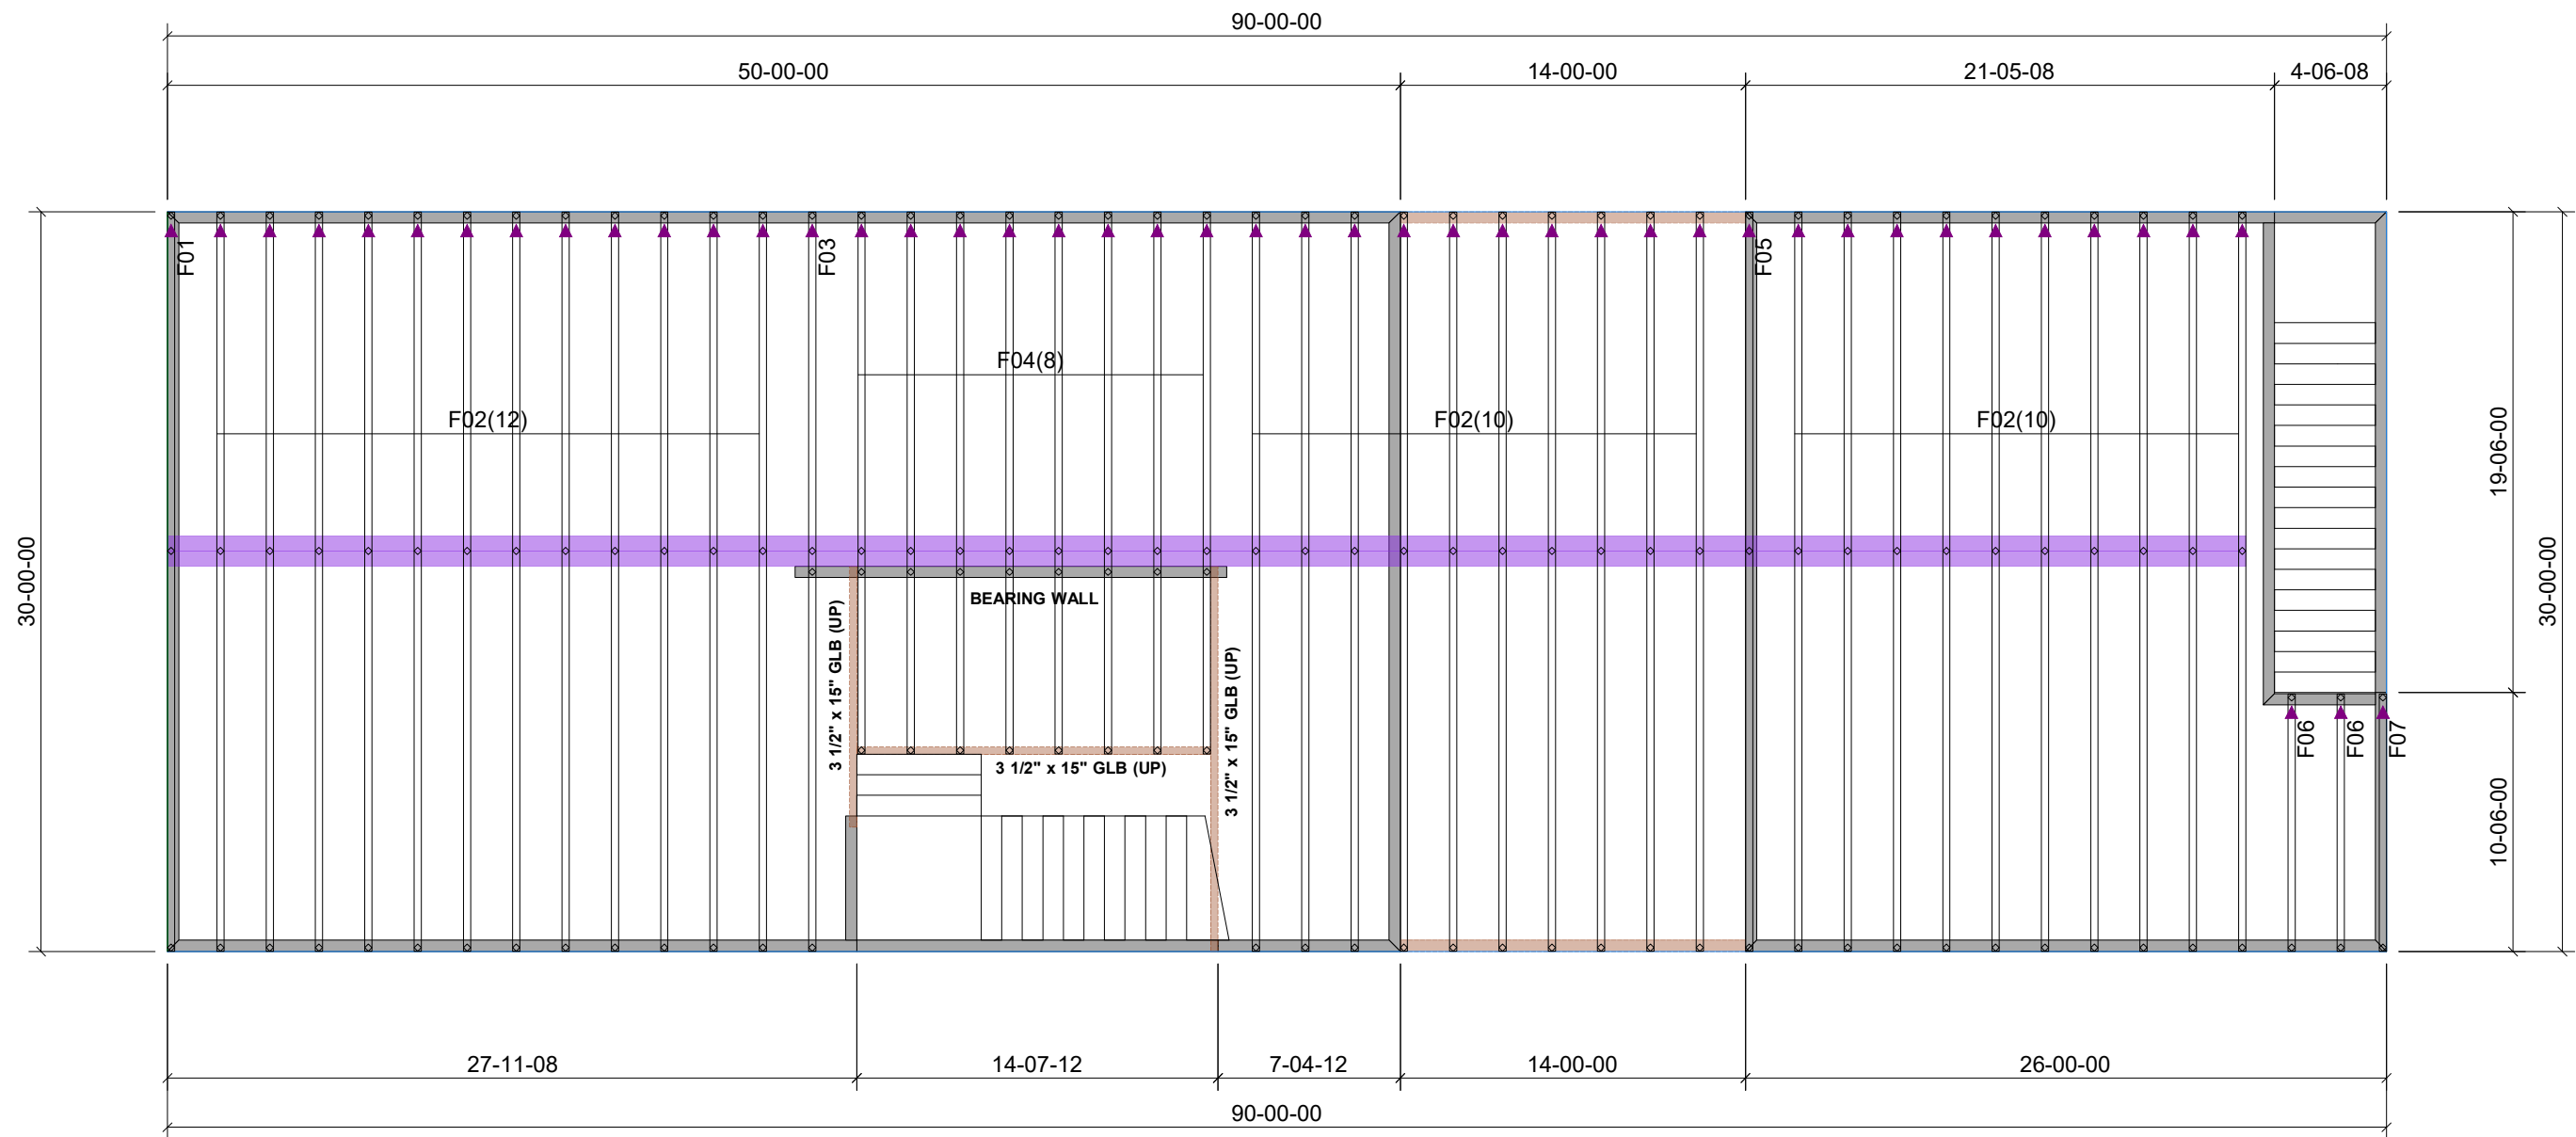 90-00-00
50-00-00
14-00-00
21-05-08
4-06-08
F01
F03
F05
F04(8)
F02(12)
F02(10)
F02(10)
19-06-00
30-00-00
30-00-00
BEARING WALL
3 1/2" x 15" GLB (UP)
3 1/2" x 15" GLB (UP)
3 1/2" x 15" GLB (UP)
F06
F06
F07
10-06-00
27-11-08
14-07-12
7-04-12
14-00-00
26-00-00
90-00-00